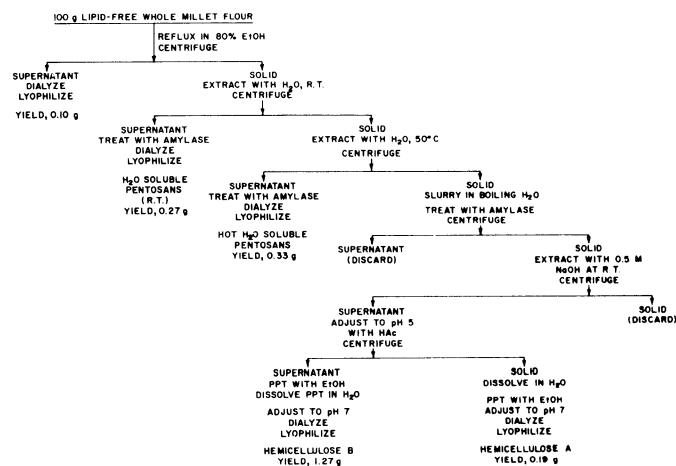 100 g LIPID-FREE WHOLE MILLET FLOUR
REFLUX IN 80% EtOH
CENTRIFUGE
SUPERNATANT
DIALYZE
LYOPHILIZE
YIELD, 0.10 g
SOLID
EXTRACT WITH H₂O, R.T.
CENTRIFUGE
SUPERNATANT
TREAT WITH AMYLASE
DIALYZE
LYOPHILIZE
H₂O SOLUBLE
PENTOSANS
(R.T.)
YIELD, 0.27 g
SOLID
EXTRACT WITH H₂O, 50°C
CENTRIFUGE
SUPERNATANT
TREAT WITH AMYLASE
DIALYZE
LYOPHILIZE
HOT H₂O SOLUBLE
PENTOSANS
YIELD, 0.33 g
SOLID
SLURRY IN BOILING H₂O
TREAT WITH AMYLASE
CENTRIFUGE
SUPERNATANT
(DISCARD)
SOLID
EXTRACT WITH 0.5 M
NaOH AT R.T.
CENTRIFUGE
SUPERNATANT
ADJUST TO pH 5
WITH HAc
CENTRIFUGE
SOLID
(DISCARD)
SUPERNATANT
PPT WITH EtOH
DISSOLVE PPT IN H₂O
ADJUST TO pH 7
DIALYZE
LYOPHILIZE
HEMICELLULOSE B
YIELD, 1.27 g
SOLID
DISSOLVE IN H₂O
PPT WITH EtOH
ADJUST TO pH 7
DIALYZE
LYOPHILIZE
HEMICELLULOSE A
YIELD, 0.19 g